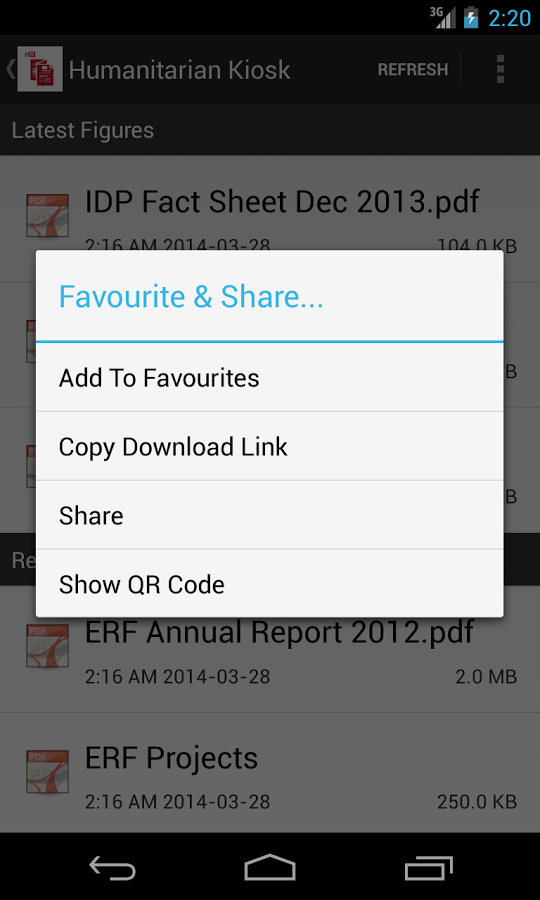 3G 2:20
Humanitarian Kiosk REFRESH
Latest Figures
PDF IDP Fact Sheet Dec 2013.pdf
2:16 AM 2014-03-28 104.0 KB
Favourite & Share...
B
Add To Favourites
Copy Download Link
B
Share
Re
Show QR Code
PDF ERF Annual Report 2012.pdf
2:16 AM 2014-03-28 2.0 MB
PDF ERF Projects
2:16 AM 2014-03-28 250.0 KB